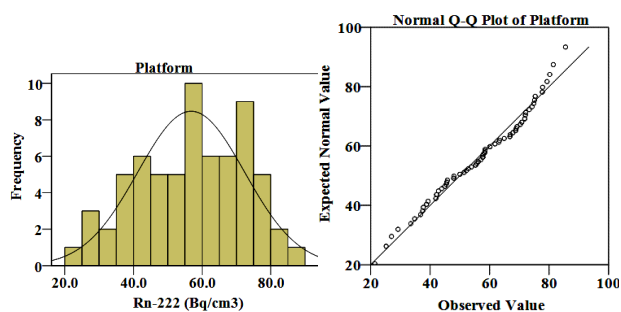 Platform
Frequency
10
8
6
4
2
0
20.0 40.0 60.0 80.0
Rn-222 (Bq/cm3)
Normal Q-Q Plot of Platform
Expected Normal Value
100
80
60
40
20
20 40 60 80 100
Observed Value